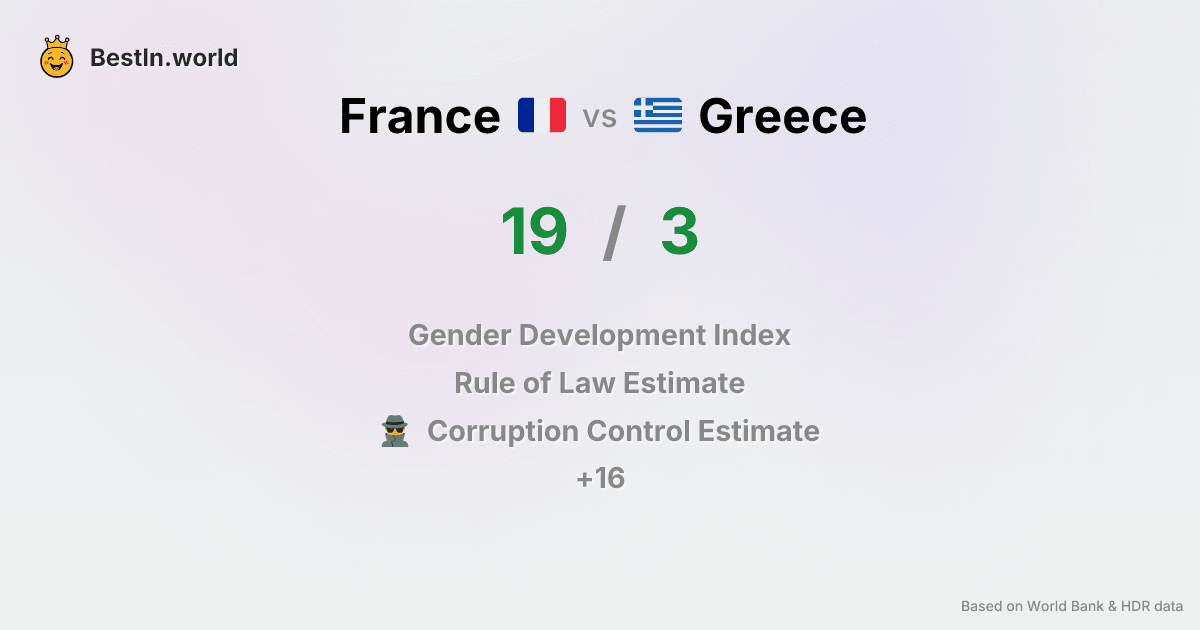 BestIn.world
France vs Greece
19 / 3
Gender Development Index
Rule of Law Estimate
Corruption Control Estimate
+16
Based on World Bank & HDR data